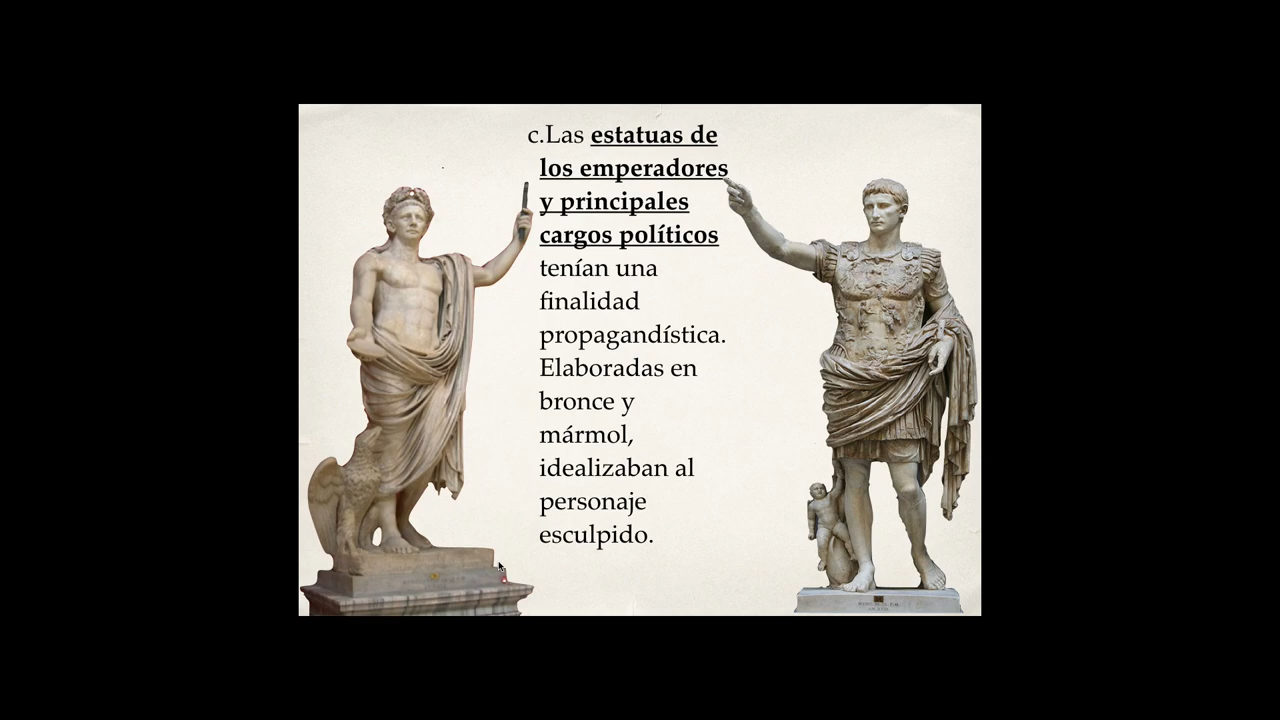 c.Las estatuas de
los emperadores
y principales
cargos políticos
tenían una
finalidad
propagandística.
Elaboradas en
bronce y
mármol,
idealizaban al
personaje
esculpido.